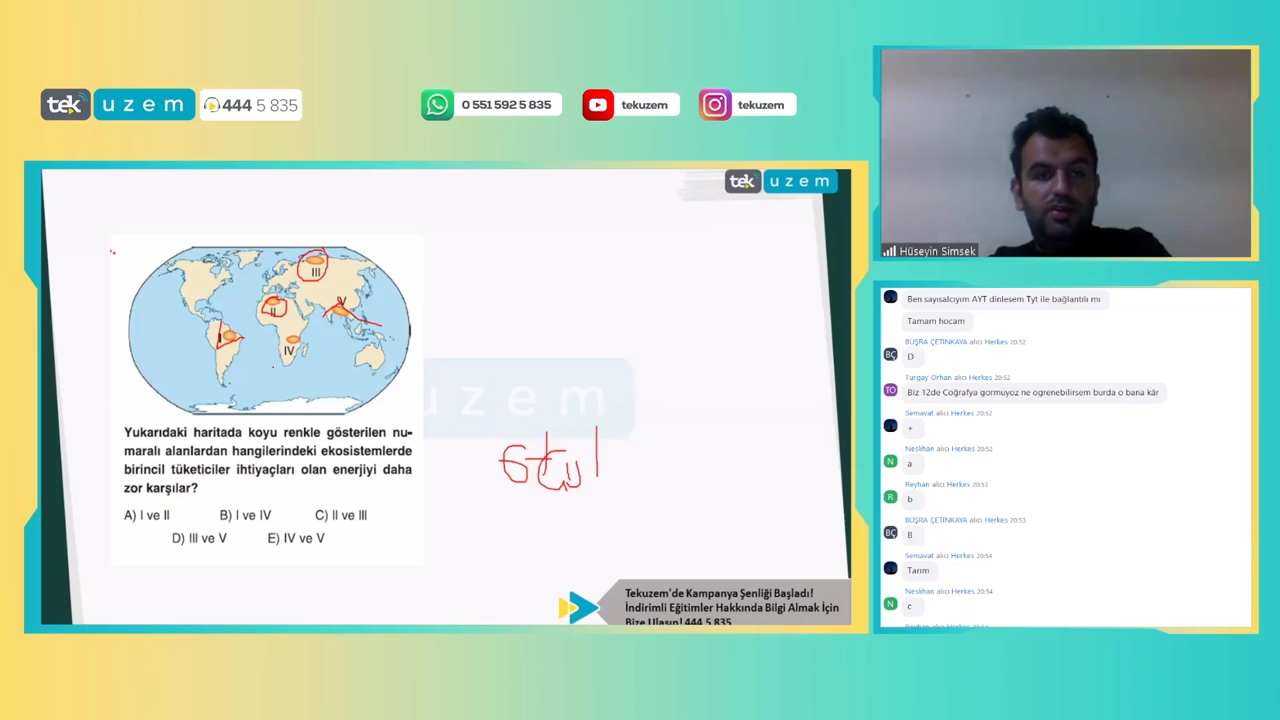 tek uzem 444 5 835
0 551 592 5 835
tekuzem
tekuzem
tek uzem
III
II
V
I
IV
uzem
Yukarıdaki haritada koyu renkle gösterilen nu-
maralı alanlardan hangilerindeki ekosistemlerde
birincil tüketiciler ihtiyaçları olan enerjiyi daha
zor karşılar?
A) I ve II B) I ve IV C) II ve III
D) III ve V E) IV ve V
Tekuzem'de Kampanya Şenliği Başladı!
İndirimli Eğitimler Hakkında Bilgi Almak İçin
Bize Ulaşın! 444 5 835
Hüseyin Simsek
Ben sayısalcıyım AYT dinlesem Tyt ile bağlantılı mı
Tamam hocam
BÜŞRA ÇETİNKAYA alıcı Herkes 20:52
BÇ D
Turgay Orhan alıcı Herkes 20:52
TO Biz 12de Coğrafya gormuyoz ne ogrenebilirsem burda o bana kâr
Semavat alıcı Herkes 20:52
+
Neslihan alıcı Herkes 20:52
N a
Reyhan alıcı Herkes 20:53
R b
BÜŞRA ÇETİNKAYA alıcı Herkes 20:53
BÇ B
Semavat alıcı Herkes 20:54
Tarım
Neslihan alıcı Herkes 20:54
N c